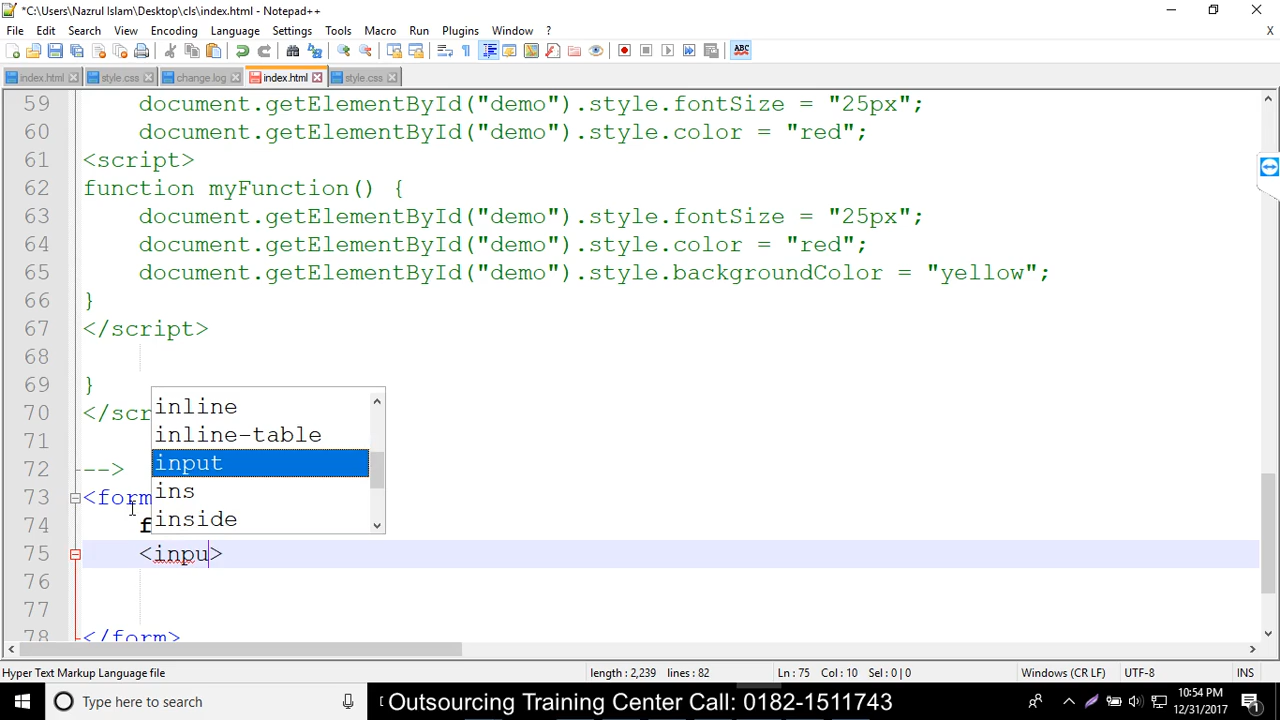 *C:\Users\Nazrul Islam\Desktop\cls\index.html - Notepad++
File Edit Search View Encoding Language Settings Tools Macro Run Plugins Window ?
X
ABC
index.html style.css change.log index.html style.css
59 document.getElementById("demo").style.fontSize = "25px";
60 document.getElementById("demo").style.color = "red";
61 <script>
62 function myFunction() {
63 document.getElementById("demo").style.fontSize = "25px";
64 document.getElementById("demo").style.color = "red";
65 document.getElementById("demo").style.backgroundColor = "yellow";
66 }
67 </script>
68
69 }
70 </scr
inline
71
inline-table
72 -->
input
73 <form
ins
74 f
inside
75 <inpu>
76
77
78 </form>
Hyper Text Markup Language file length : 2,239 lines : 82 Ln : 75 Col : 10 Sel : 0 | 0 Windows (CR LF) UTF-8 INS
Type here to search
Outsourcing Training Center Call: 0182-1511743
10:54 PM
12/31/2017
1